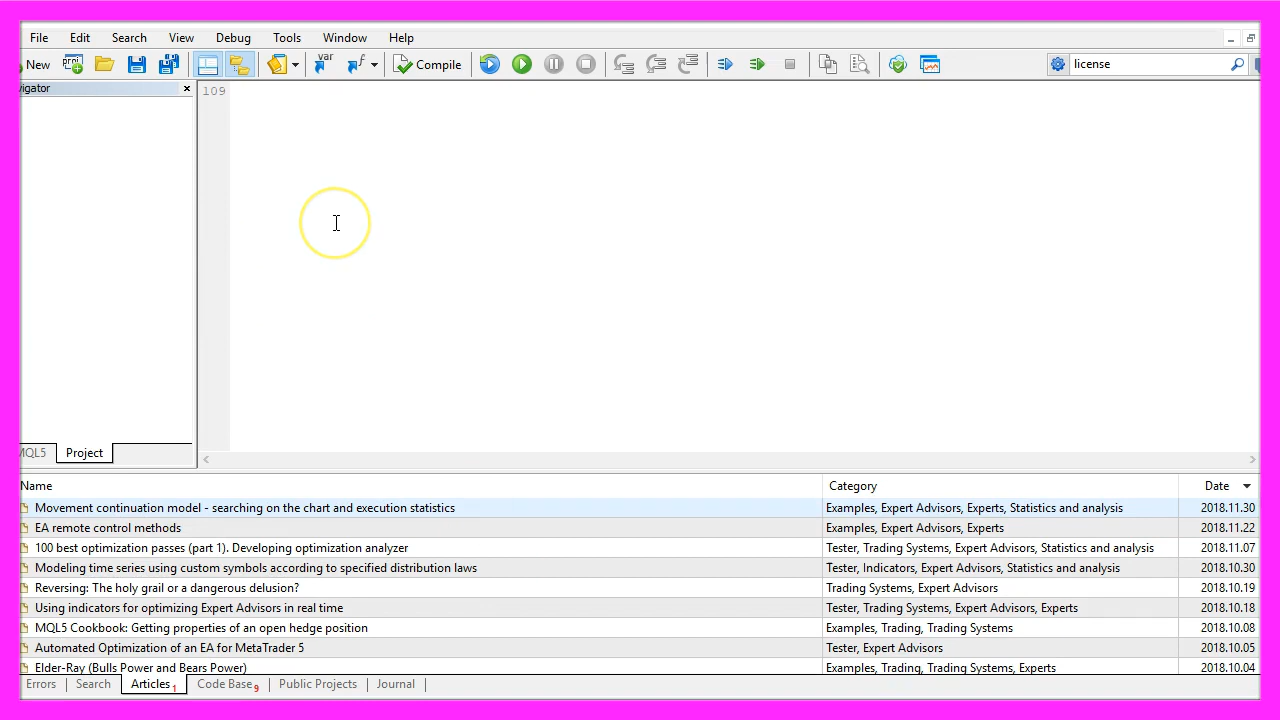 File Edit Search View Debug Tools Window Help
New proj var f Compile license
vigator
109
MQL5 Project
Name Category Date
Movement continuation model - searching on the chart and execution statistics Examples, Expert Advisors, Experts, Statistics and analysis 2018.11.30
EA remote control methods Examples, Expert Advisors, Experts 2018.11.22
100 best optimization passes (part 1). Developing optimization analyzer Tester, Trading Systems, Expert Advisors, Statistics and analysis 2018.11.07
Modeling time series using custom symbols according to specified distribution laws Tester, Indicators, Expert Advisors, Statistics and analysis 2018.10.30
Reversing: The holy grail or a dangerous delusion? Trading Systems, Expert Advisors 2018.10.19
Using indicators for optimizing Expert Advisors in real time Tester, Trading Systems, Expert Advisors, Experts 2018.10.18
MQL5 Cookbook: Getting properties of an open hedge position Examples, Trading, Trading Systems 2018.10.08
Automated Optimization of an EA for MetaTrader 5 Tester, Expert Advisors 2018.10.05
Elder-Ray (Bulls Power and Bears Power) Examples, Trading, Trading Systems, Experts 2018.10.04
Errors Search Articles 1 Code Base 9 Public Projects Journal